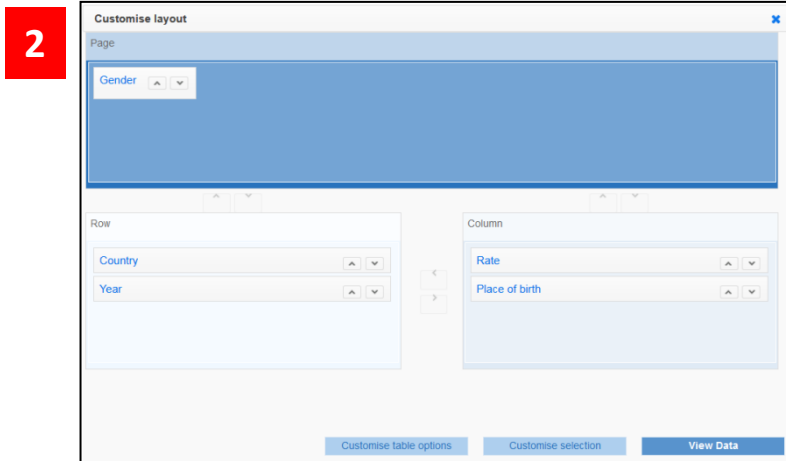 2
Customise layout
Page
Gender
Row
Column
Country
Rate
Year
Place of birth
Customise table options
Customise selection
View Data